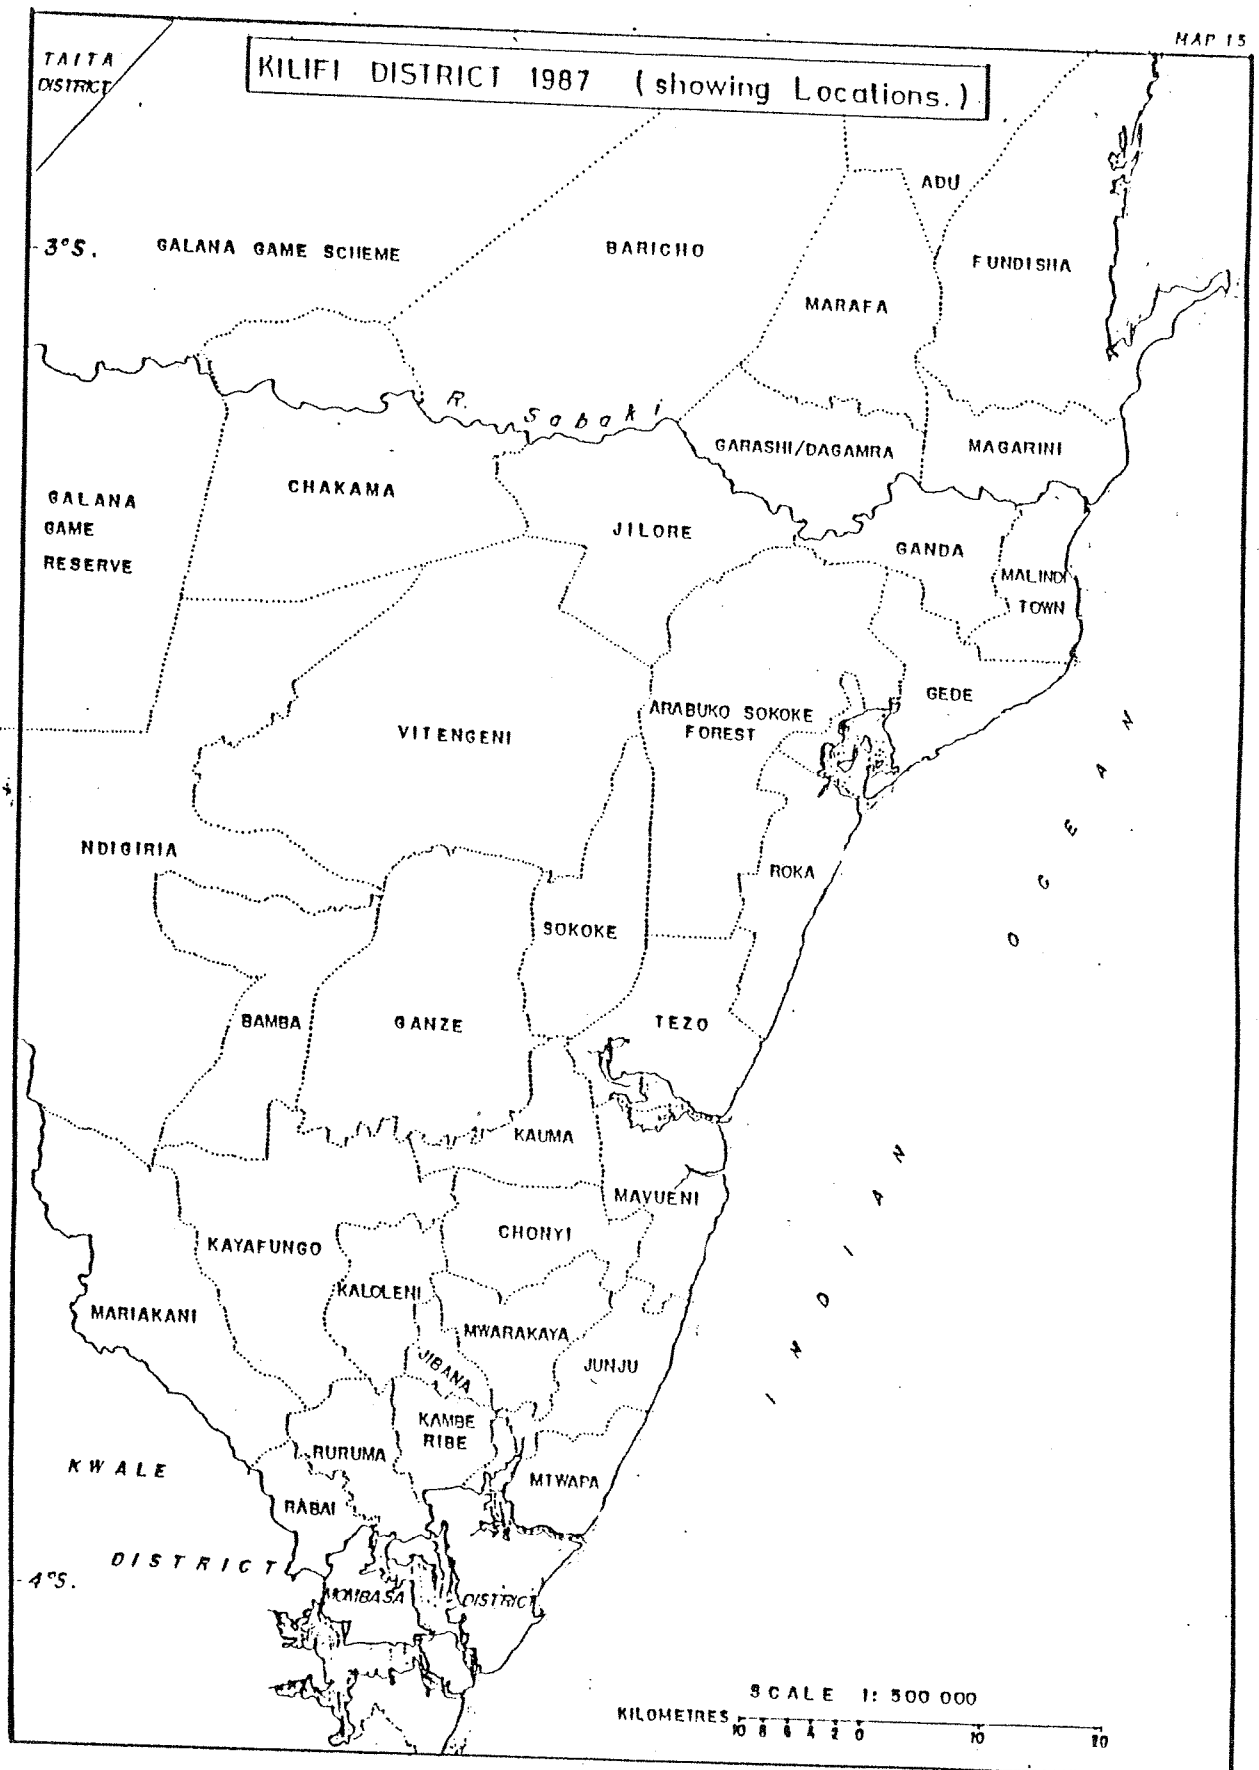 MAP 15
KILIFI DISTRICT 1987 (showing Locations.)
TAITA
DISTRICT
ADU
3°S.
GALANA GAME SCHEME
BARICHO
FUNDISHA
MARAFA
R. Sabaki
GARASHI/DAGAMRA
MAGARINI
CHAKAMA
GALANA
GAME
RESERVE
JILORE
GANDA
MALINDI
TOWN
GEDE
ARABUKO SOKOKE
FOREST
VITENGENI
NDIGIRIA
ROKA
SOKOKE
BAMBA
GANZE
TEZO
KAUMA
MAVUENI
CHONYI
KAYAFUNGO
KALOLENI
MARIAKANI
MWARAKAYA
JIBANA
JUNJU
KAMBE
RIBE
RURUMA
MTWAPA
RABAI
KWALE
DISTRICT
4°S.
MOMBASA DISTRICT
INDIAN OCEAN
SCALE 1: 500 000
KILOMETRES
10 8 6 4 2 0 10 20